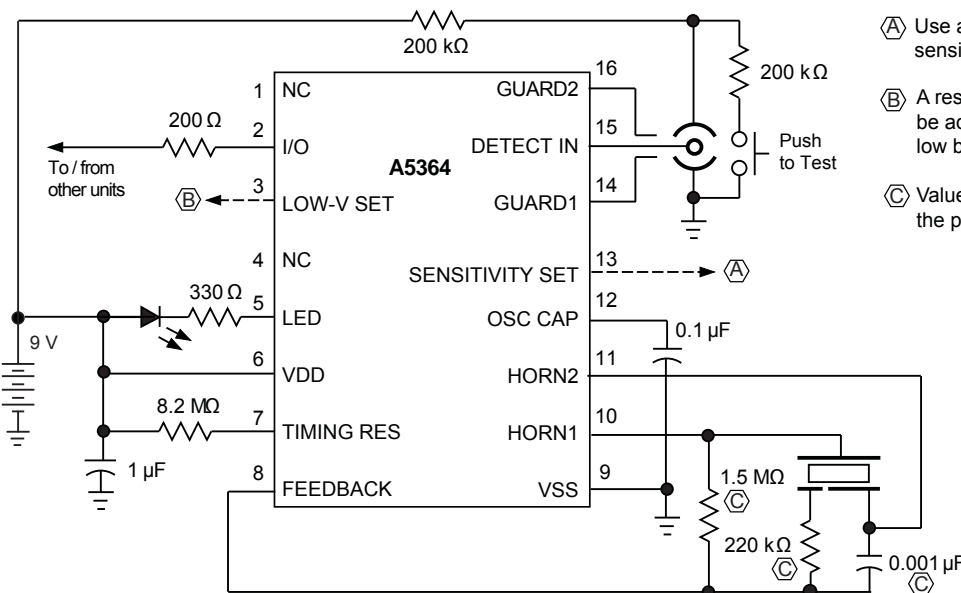 200 kΩ
Ⓐ Use a
sensi
200 kΩ
Ⓑ A res
be ac
low b
Push
to Test
Ⓒ Value
the p
A5364
1 NC
200 Ω
2 I/O
To / from
other units
3 LOW-V SET
Ⓑ
4 NC
330 Ω
5 LED
9 V
6 VDD
8.2 MΩ
7 TIMING RES
1 µF
8 FEEDBACK
16 GUARD2
15 DETECT IN
14 GUARD1
13 SENSITIVITY SET
Ⓐ
12 OSC CAP
0.1 µF
11 HORN2
10 HORN1
9 VSS
1.5 MΩ
Ⓒ
220 kΩ
Ⓒ
0.001 µF
Ⓒ